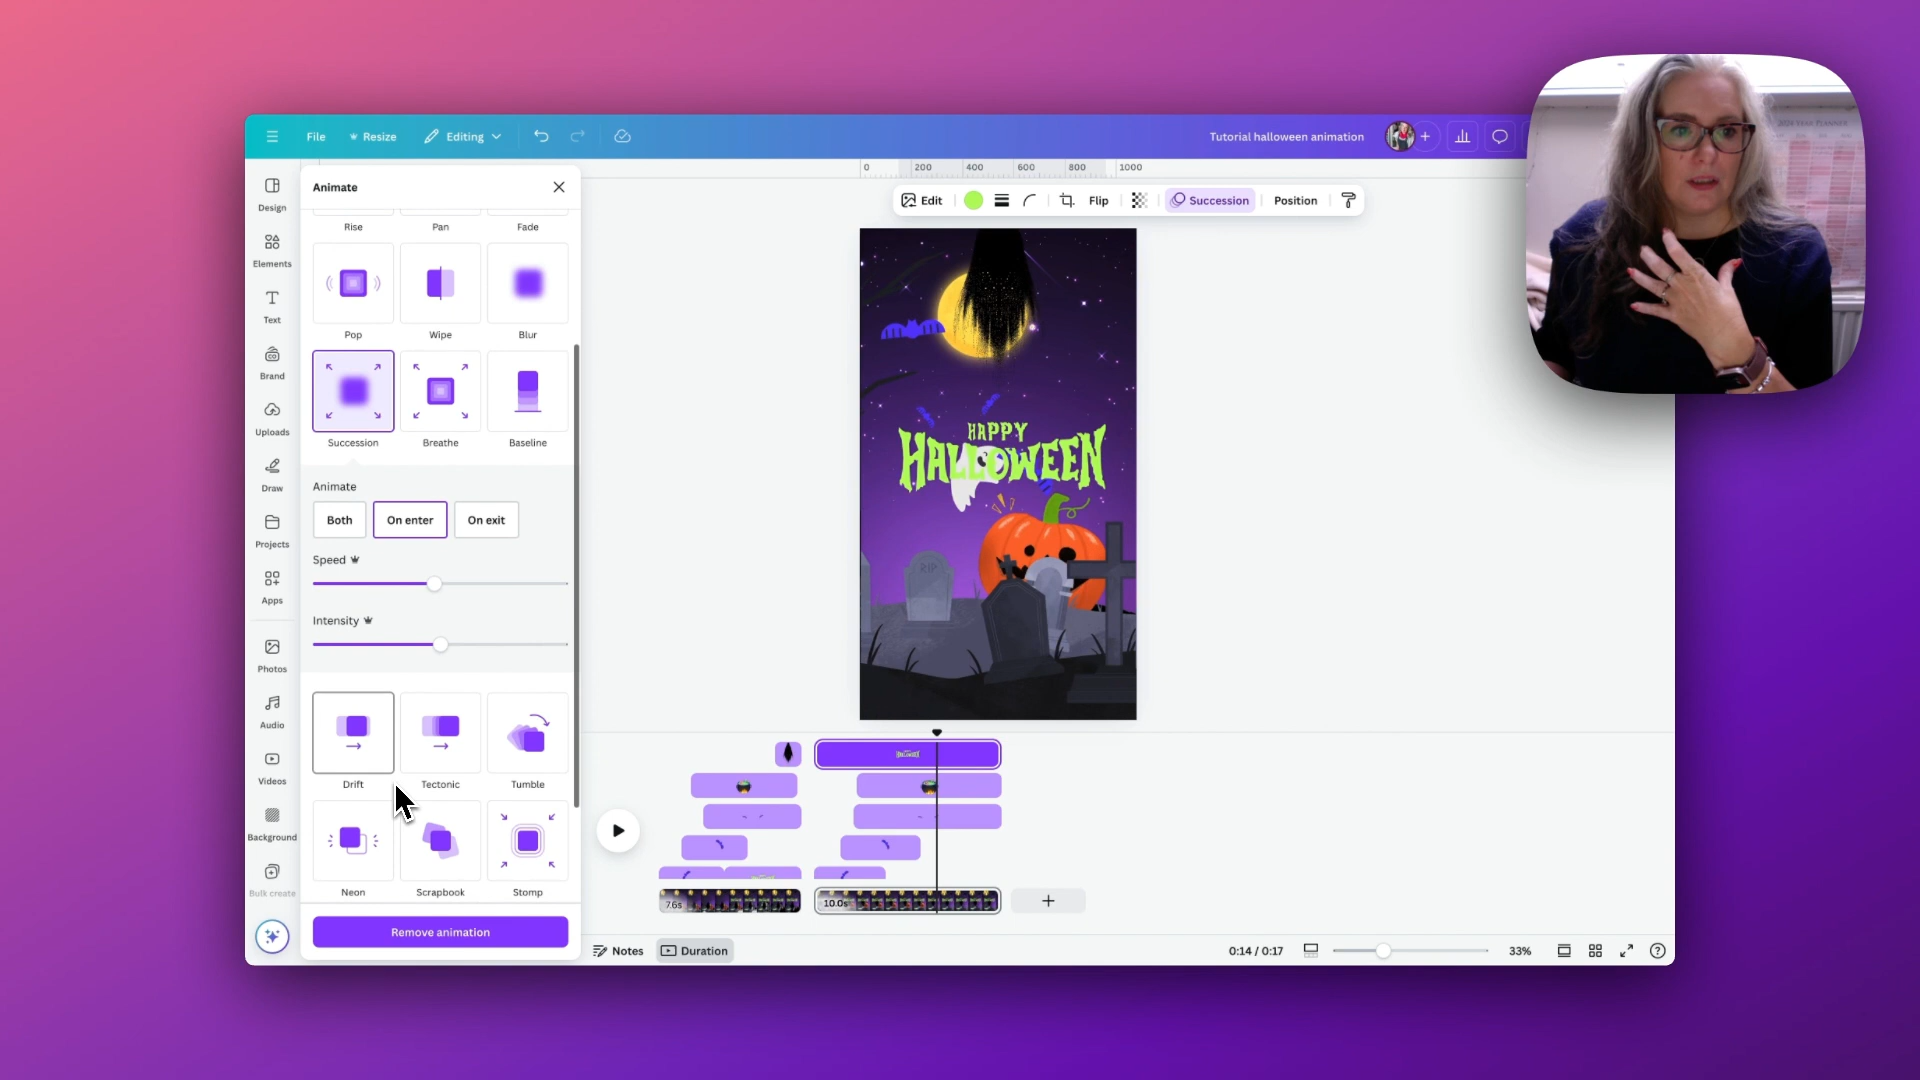 File
Resize
Editing
Tutorial halloween animation
Design
Elements
Text
Brand
Uploads
Draw
Projects
Apps
Photos
Audio
Videos
Background
Bulk create
Animate
Rise
Pan
Fade
Pop
Wipe
Blur
Succession
Breathe
Baseline
Animate
Both
On enter
On exit
Speed
Intensity
Drift
Tectonic
Tumble
Neon
Scrapbook
Stomp
Remove animation
0
200
400
600
800
1000
Edit
Flip
Succession
Position
HAPPY
HALLOWEEN
RIP
7.6s
10.0s
Notes
Duration
0:14 / 0:17
33%
2024 YEAR PLANNER